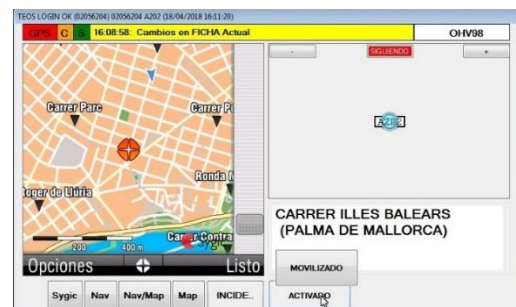 TEOS LOGIN OK (02056204) 02056204 A202 (18/04/2018 16:11:20)
GPS C S 16:08:58: Cambios en FICHA Actual OHV98
- SIGUIENDO +
Carrer Parc
Carrer P
A202
Ronda
Roger de Llúria
Carrer Contra
200 400 m
Sygic
CARRER ILLES BALEARS
(PALMA DE MALLORCA)
Opciones Listo
MOVILIZADO
Sygic Nav Nav/Map Map INCIDE.. ACTIVADO